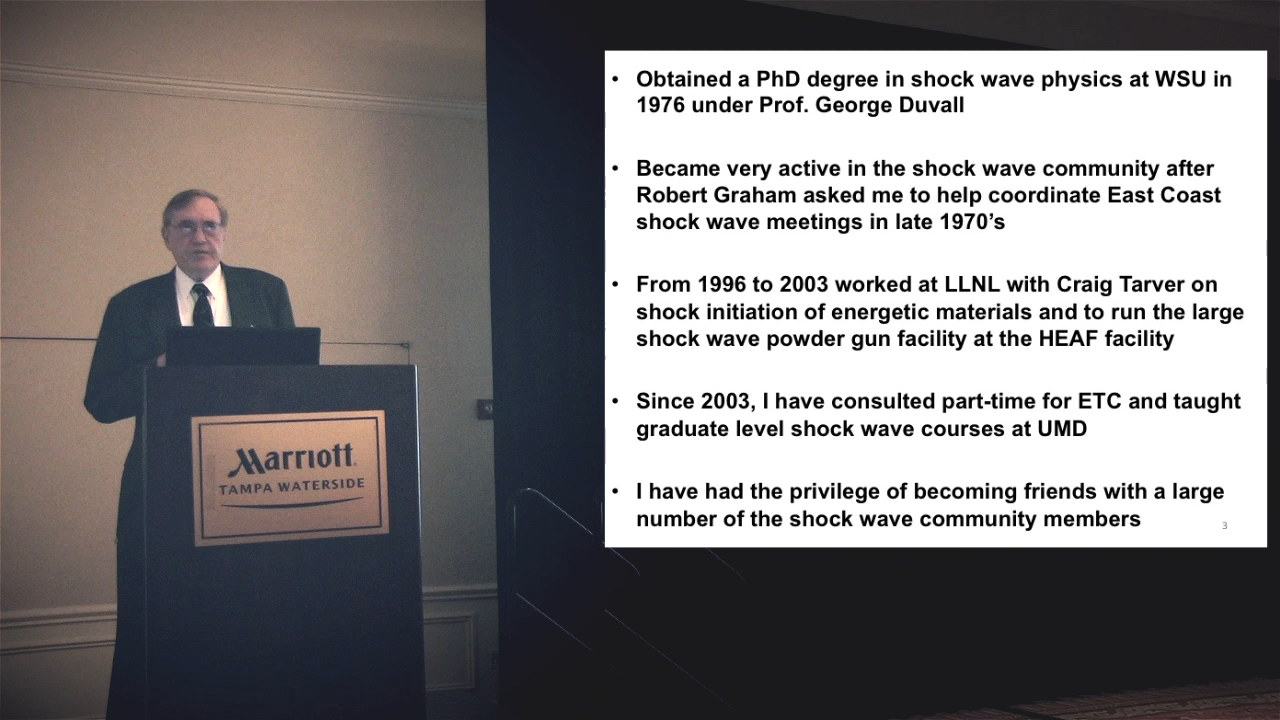 • Obtained a PhD degree in shock wave physics at WSU in
1976 under Prof. George Duvall
• Became very active in the shock wave community after
Robert Graham asked me to help coordinate East Coast
shock wave meetings in late 1970’s
• From 1996 to 2003 worked at LLNL with Craig Tarver on
shock initiation of energetic materials and to run the large
shock wave powder gun facility at the HEAF facility
• Since 2003, I have consulted part-time for ETC and taught
graduate level shock wave courses at UMD
• I have had the privilege of becoming friends with a large
number of the shock wave community members
3
Marriott
TAMPA WATERSIDE